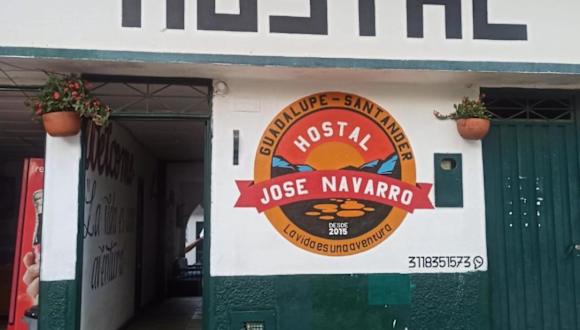 HOSTAL
GUADALUPE - SANTANDER
HOSTAL
JOSE NAVARRO
DESDE
2015
La vida es una aventura
3118351573
Welcome
La vida es una
aventura